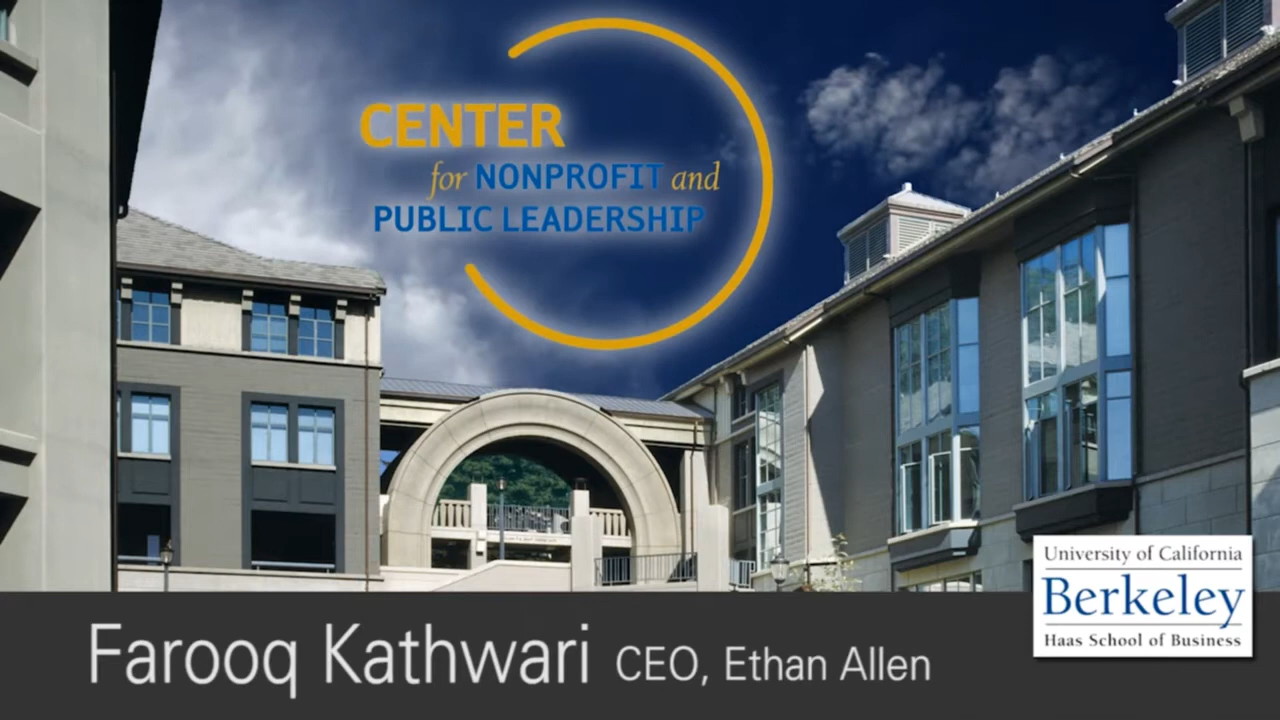 CENTER
for NONPROFIT and
PUBLIC LEADERSHIP
University of California
Berkeley
Haas School of Business
Farooq Kathwari CEO, Ethan Allen